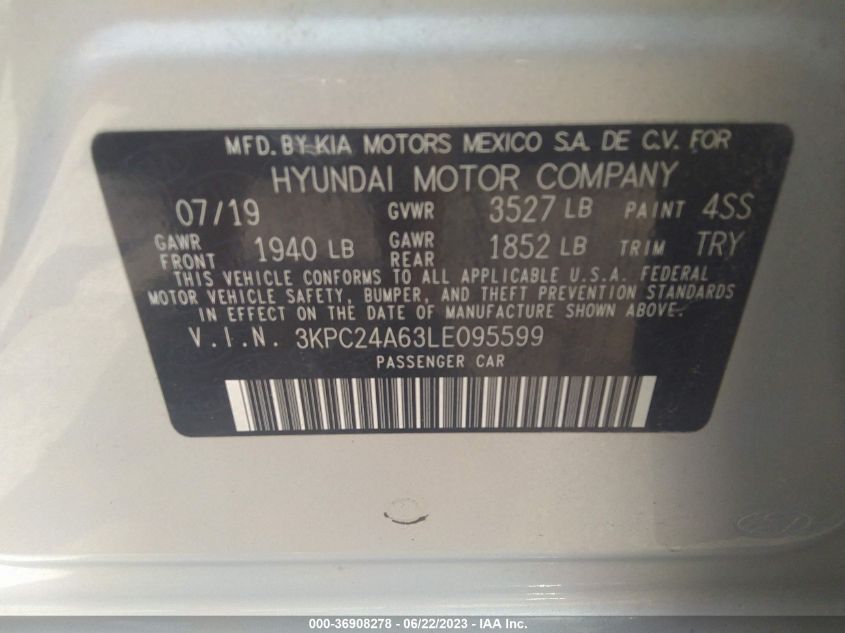 MFD. BY KIA MOTORS MEXICO S.A. DE C.V. FOR
HYUNDAI MOTOR COMPANY
07/19 GVWR 3527 LB PAINT 4SS
GAWR FRONT 1940 LB GAWR REAR 1852 LB TRIM TRY
THIS VEHICLE CONFORMS TO ALL APPLICABLE U.S.A. FEDERAL
MOTOR VEHICLE SAFETY, BUMPER, AND THEFT PREVENTION STANDARDS
IN EFFECT ON THE DATE OF MANUFACTURE SHOWN ABOVE.
V.I.N. 3KPC24A63LE095599
PASSENGER CAR
000-36908278 - 06/22/2023 - IAA Inc.